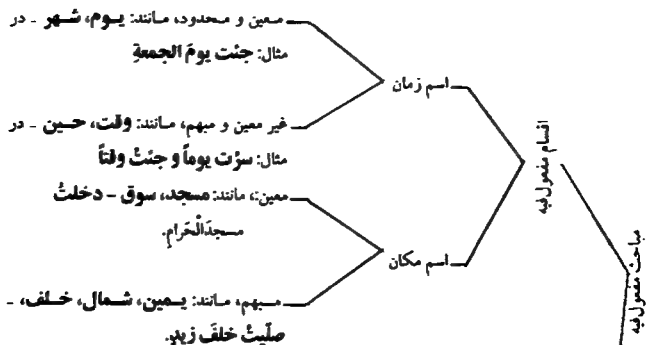 مباحث مفعول‌فیه
اقسام مفعول‌فیه
اسم زمان
معین و محدود، مانند: یوم، شهر - در
مثال: جئت یومَ الجمعةِ
غیر معین و مبهم، مانند: وقت، حین - در
مثال: سرْت یوماً و جئتُ وقتاً
اسم مکان
معین:، مانند: مسجد، سوق - دخلتُ
مسجدَالْحَرامِ.
مبهم، مانند: یمین، شمال، خلف، -
صلّیتُ خلفَ زیدٍ.